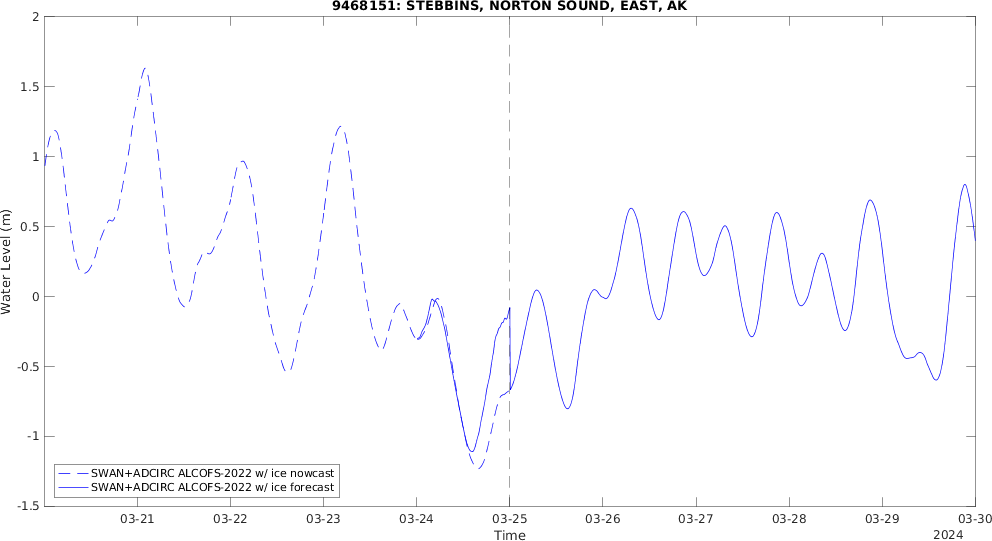 9468151: STEBBINS, NORTON SOUND, EAST, AK
2
1.5
1
0.5
0
-0.5
-1
-1.5
Water Level (m)
SWAN+ADCIRC ALCOFS-2022 w/ ice nowcast
SWAN+ADCIRC ALCOFS-2022 w/ ice forecast
03-21 03-22 03-23 03-24 03-25 03-26 03-27 03-28 03-29 03-30
Time
2024